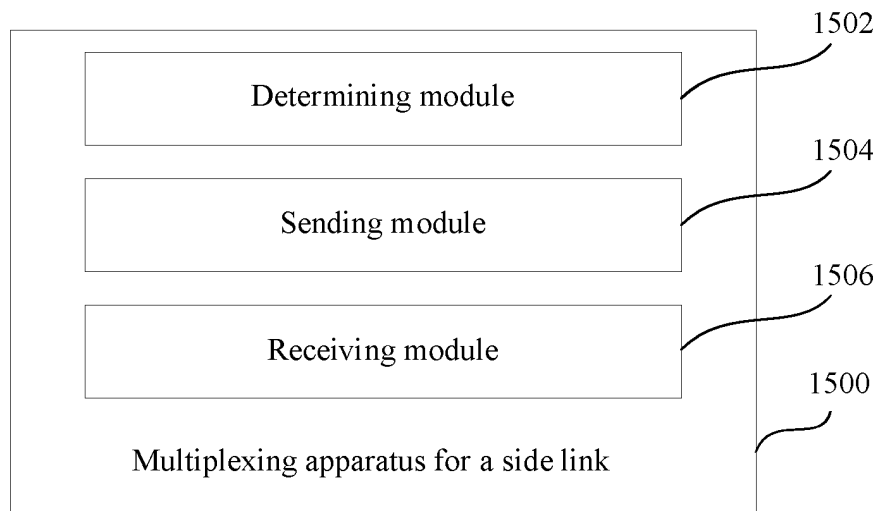 1502
Determining module
1504
Sending module
1506
Receiving module
1500
Multiplexing apparatus for a side link